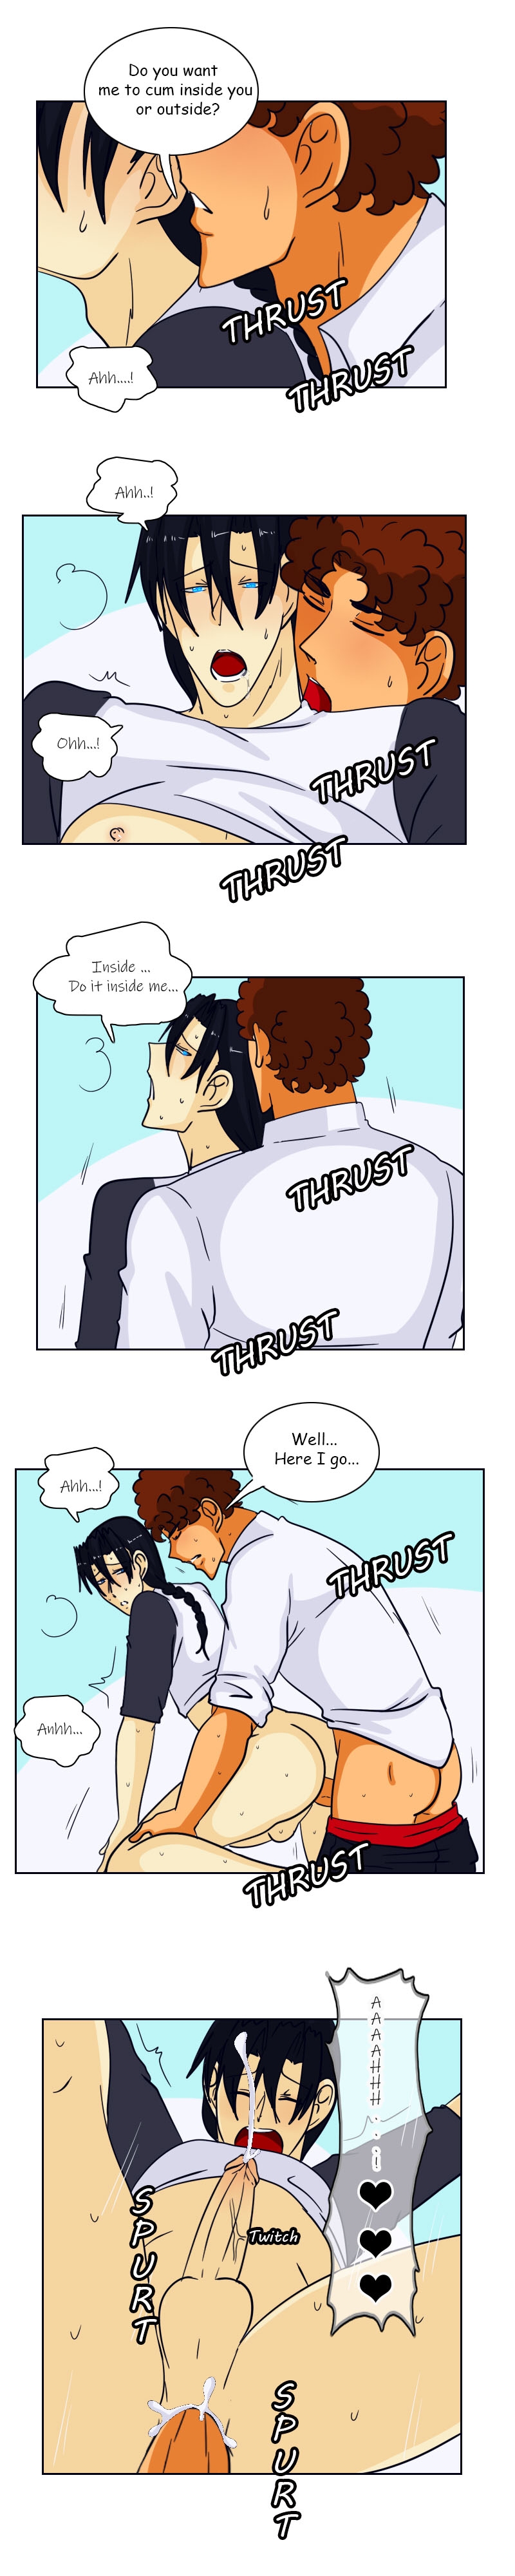 Do you want
me to cum inside you
or outside?
THRUST
THRUST
Ahh....!
Ahh..!
Ohh...!
THRUST
THRUST
Inside ...
Do it inside me...
THRUST
THRUST
Well...
Here I go...
Ahh...!
THRUST
Anhh...
THRUST
AAAAHHH...!
Twitch
SPURT
SPURT